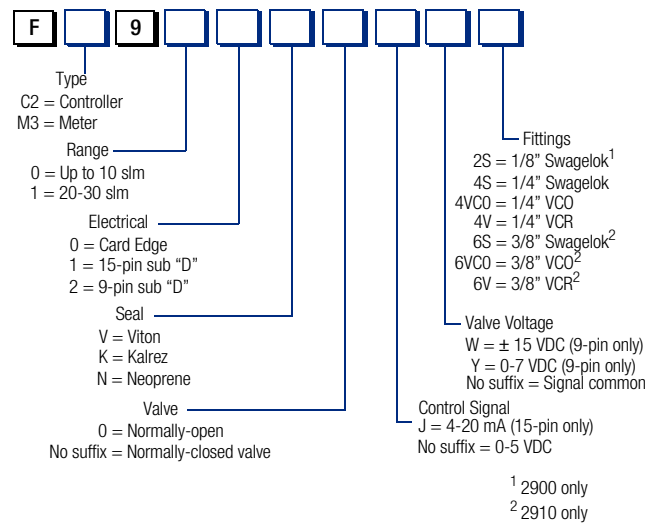 F 9
Type
C2 = Controller
M3 = Meter
Range
0 = Up to 10 slm
1 = 20-30 slm
Electrical
0 = Card Edge
1 = 15-pin sub “D”
2 = 9-pin sub “D”
Seal
V = Viton
K = Kalrez
N = Neoprene
Valve
0 = Normally-open
No suffix = Normally-closed valve
Fittings
2S = 1/8” Swagelok1
4S = 1/4” Swagelok
4VC0 = 1/4” VCO
4V = 1/4” VCR
6S = 3/8” Swagelok2
6VC0 = 3/8” VCO2
6V = 3/8” VCR2
Valve Voltage
W = ± 15 VDC (9-pin only)
Y = 0-7 VDC (9-pin only)
No suffix = Signal common
Control Signal
J = 4-20 mA (15-pin only)
No suffix = 0-5 VDC
1 2900 only
2 2910 only